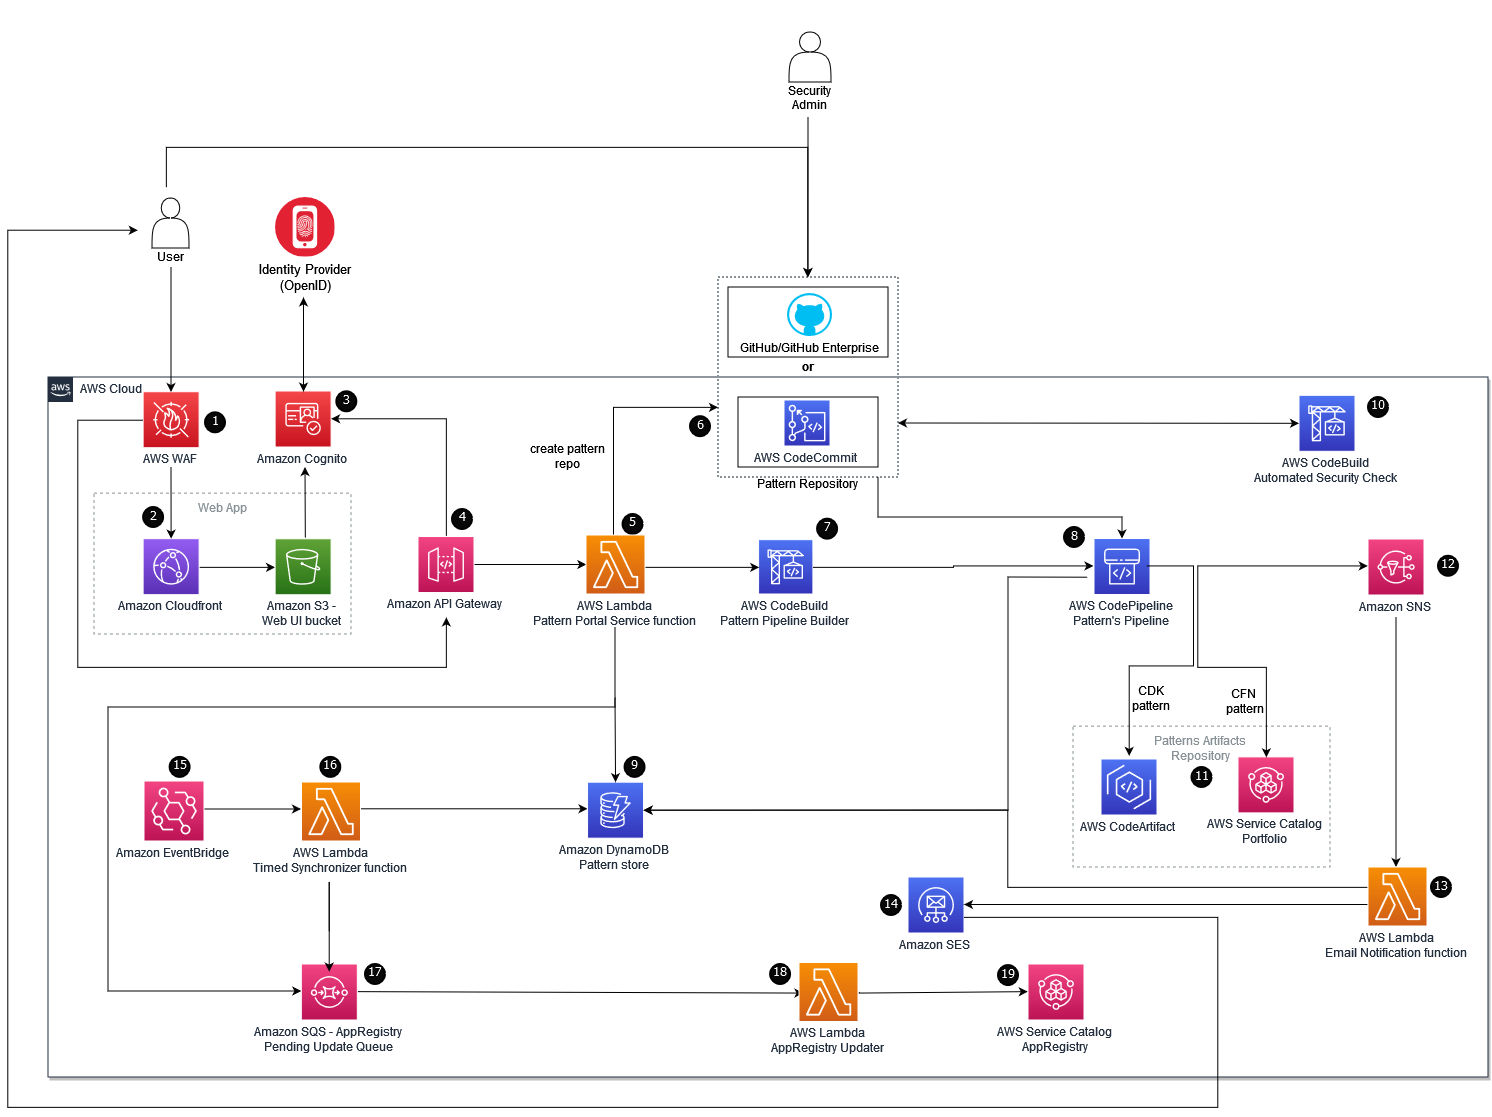 Security
Admin
User
Identity Provider
(OpenID)
GitHub/GitHub Enterprise
or
aws
AWS Cloud
1
AWS WAF
3
Amazon Cognito
6
AWS CodeCommit
Pattern Repository
10
AWS CodeBuild
Automated Security Check
create pattern
repo
Web App
2
Amazon Cloudfront
Amazon S3 -
Web UI bucket
4
Amazon API Gateway
5
AWS Lambda
Pattern Portal Service function
7
AWS CodeBuild
Pattern Pipeline Builder
8
AWS CodePipeline
Pattern's Pipeline
12
Amazon SNS
CDK
pattern
CFN
pattern
Patterns Artifacts
Repository
11
AWS CodeArtifact
AWS Service Catalog
Portfolio
15
Amazon EventBridge
16
AWS Lambda
Timed Synchronizer function
9
Amazon DynamoDB
Pattern store
13
AWS Lambda
Email Notification function
14
Amazon SES
17
Amazon SQS - AppRegistry
Pending Update Queue
18
AWS Lambda
AppRegistry Updater
19
AWS Service Catalog
AppRegistry